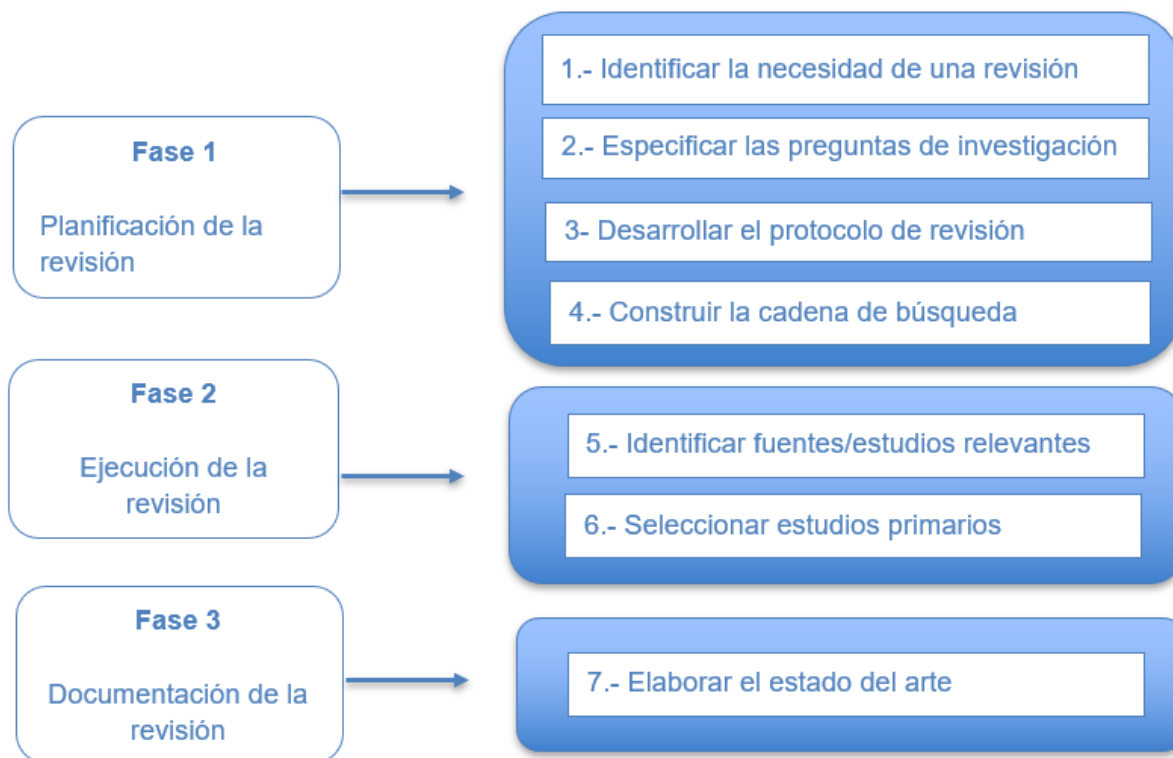 Fase 1
Planificación de la
revisión
1.- Identificar la necesidad de una revisión
2.- Especificar las preguntas de investigación
3- Desarrollar el protocolo de revisión
4.- Construir la cadena de búsqueda
Fase 2
Ejecución de la
revisión
5.- Identificar fuentes/estudios relevantes
6.- Seleccionar estudios primarios
Fase 3
Documentación de la
revisión
7.- Elaborar el estado del arte